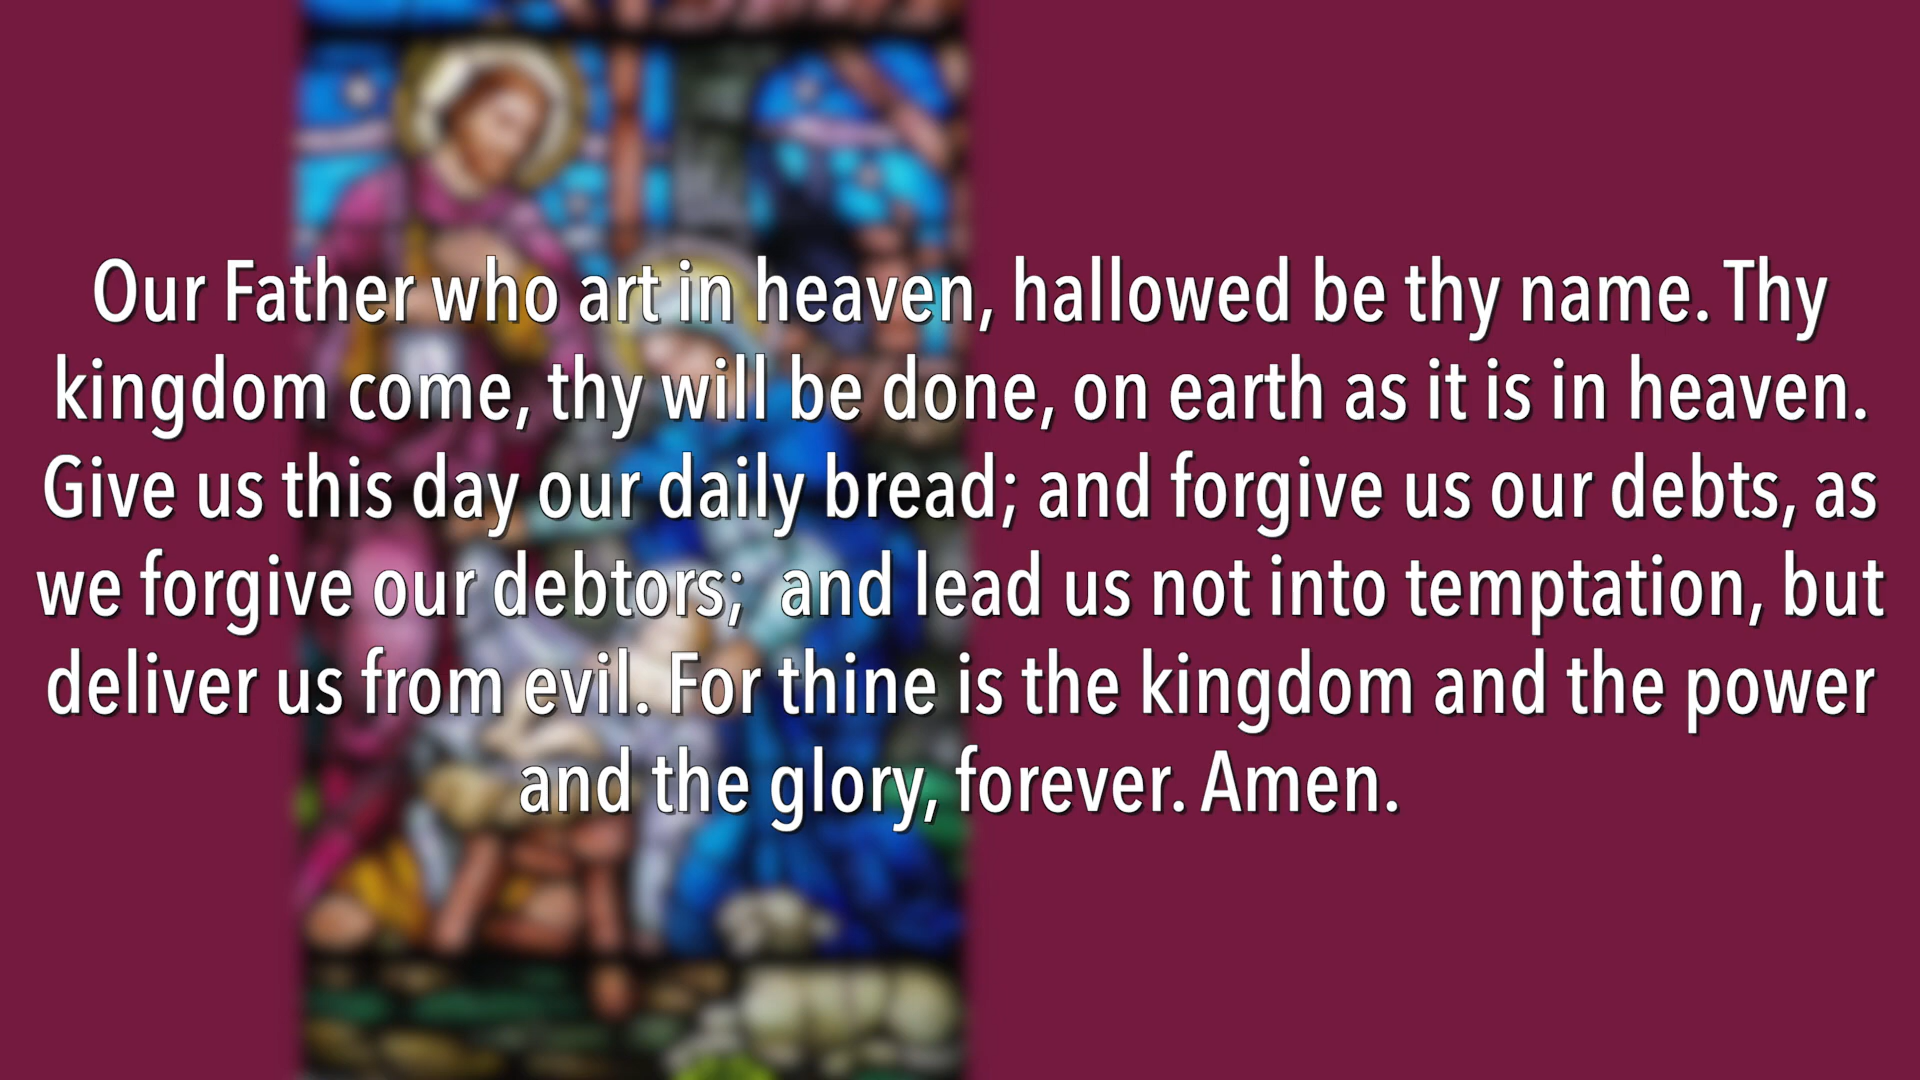 Our Father who art in heaven, hallowed be thy name. Thy
kingdom come, thy will be done, on earth as it is in heaven.
Give us this day our daily bread; and forgive us our debts, as
we forgive our debtors;  and lead us not into temptation, but
deliver us from evil. For thine is the kingdom and the power
and the glory, forever. Amen.